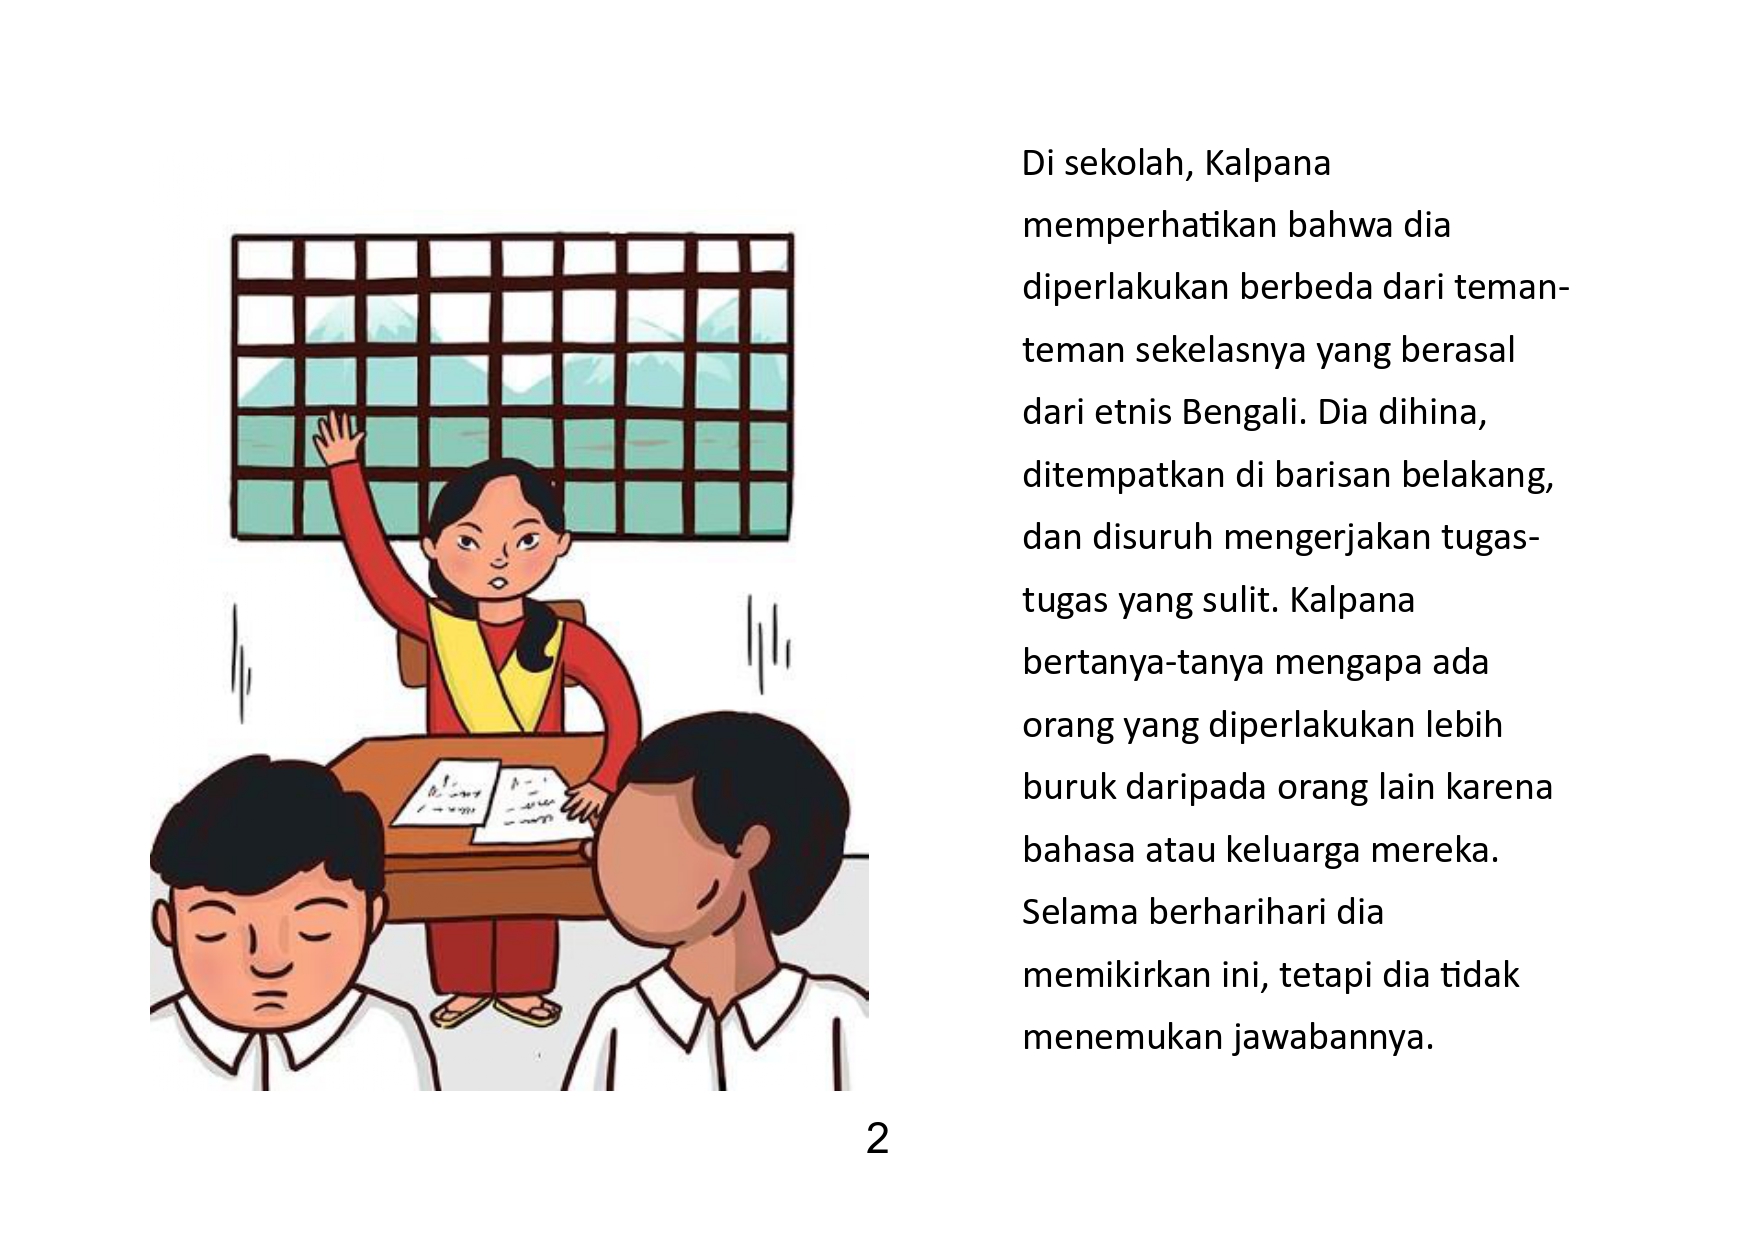 Di sekolah, Kalpana
memperhatikan bahwa dia
diperlakukan berbeda dari teman-
teman sekelasnya yang berasal
dari etnis Bengali. Dia dihina,
ditempatkan di barisan belakang,
dan disuruh mengerjakan tugas-
tugas yang sulit. Kalpana
bertanya-tanya mengapa ada
orang yang diperlakukan lebih
buruk daripada orang lain karena
bahasa atau keluarga mereka.
Selama berharihari dia
memikirkan ini, tetapi dia tidak
menemukan jawabannya.
2